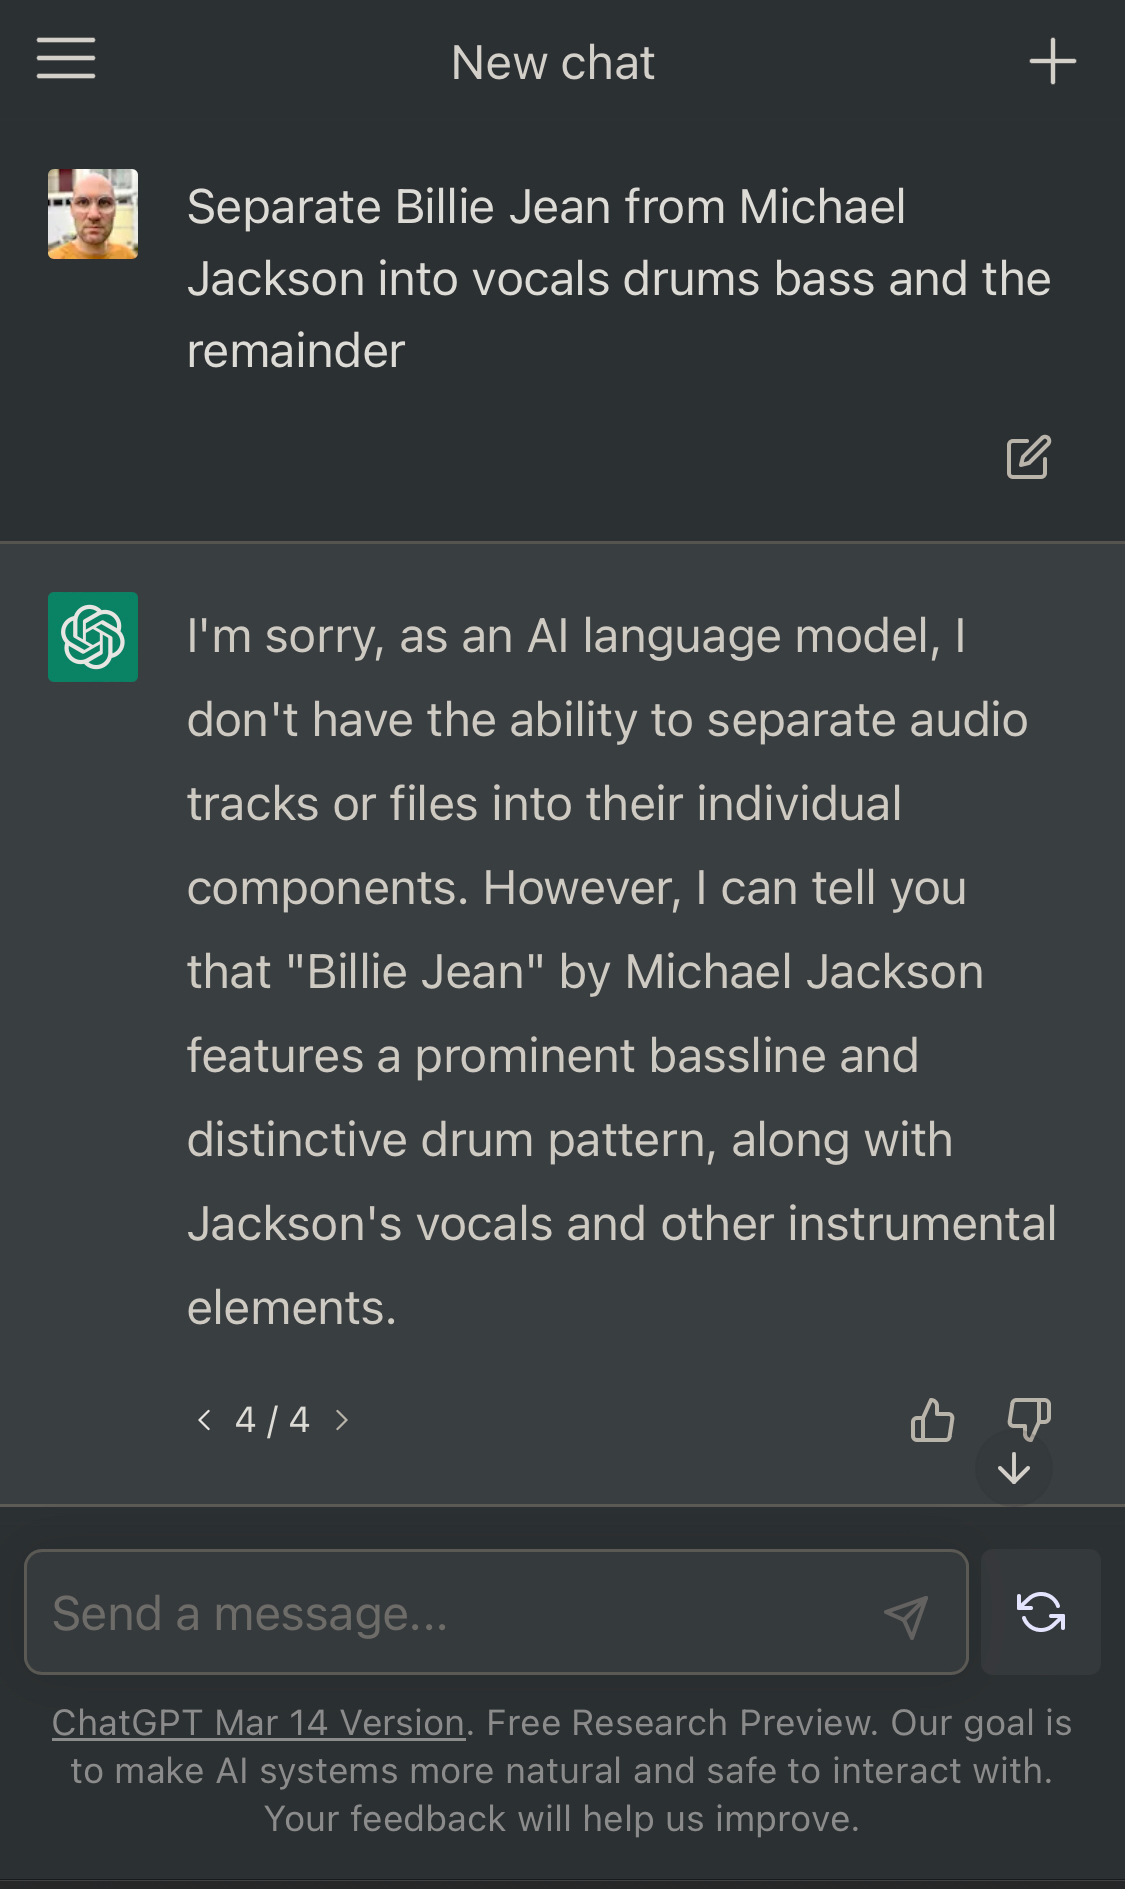 New chat
Separate Billie Jean from Michael
Jackson into vocals drums bass and the
remainder
I'm sorry, as an AI language model, I
don't have the ability to separate audio
tracks or files into their individual
components. However, I can tell you
that "Billie Jean" by Michael Jackson
features a prominent bassline and
distinctive drum pattern, along with
Jackson's vocals and other instrumental
elements.
4 / 4
Send a message...
ChatGPT Mar 14 Version. Free Research Preview. Our goal is
to make AI systems more natural and safe to interact with.
Your feedback will help us improve.